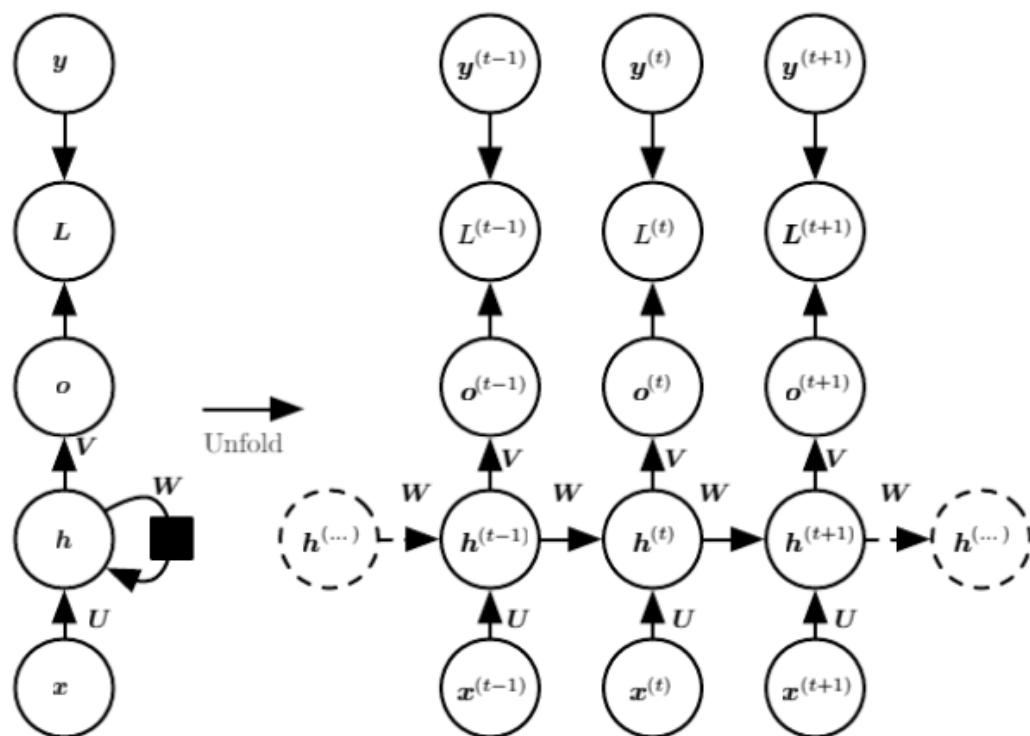 y y^(t−1) y^(t) y^(t+1)
L L^(t−1) L^(t) L^(t+1)
o o^(t−1) o^(t) o^(t+1)
Unfold
V V V V
W W W W W
h h^(...) h^(t−1) h^(t) h^(t+1) h^(...)
U U U U
x x^(t−1) x^(t) x^(t+1)